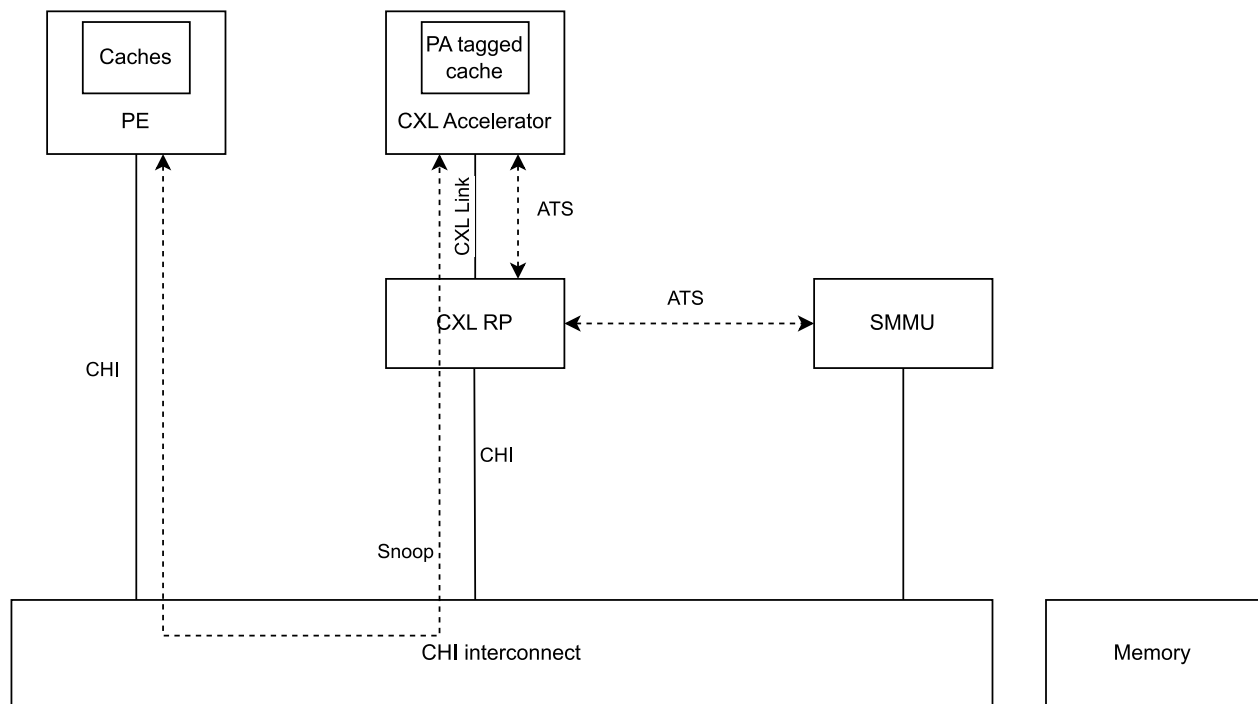 Caches
PE
PA tagged
cache
CXL Accelerator
CXL Link
ATS
CXL RP
ATS
SMMU
CHI
CHI
Snoop
CHI interconnect
Memory